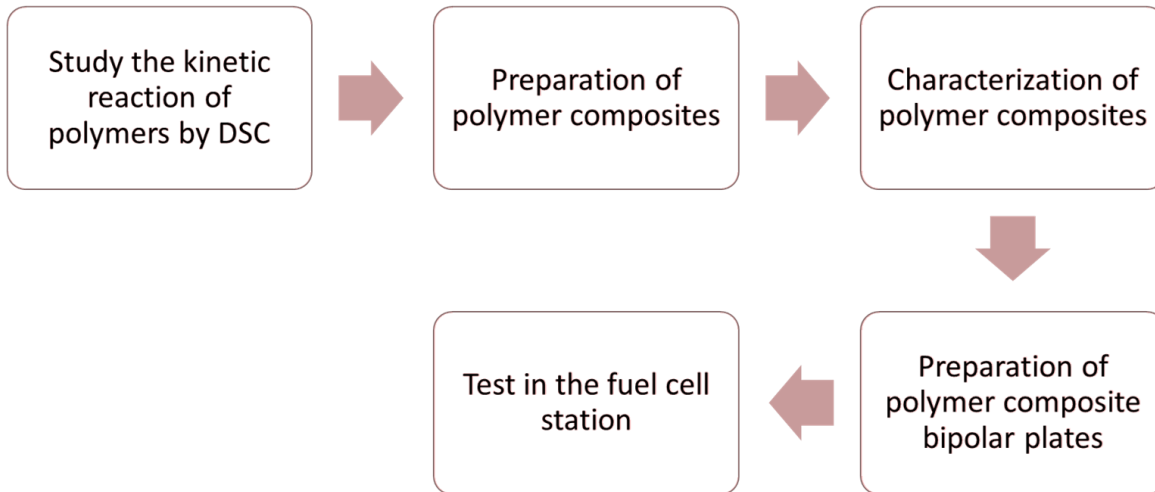 Study the kinetic
reaction of
polymers by DSC
Preparation of
polymer composites
Characterization of
polymer composites
Preparation of
polymer composite
bipolar plates
Test in the fuel cell
station